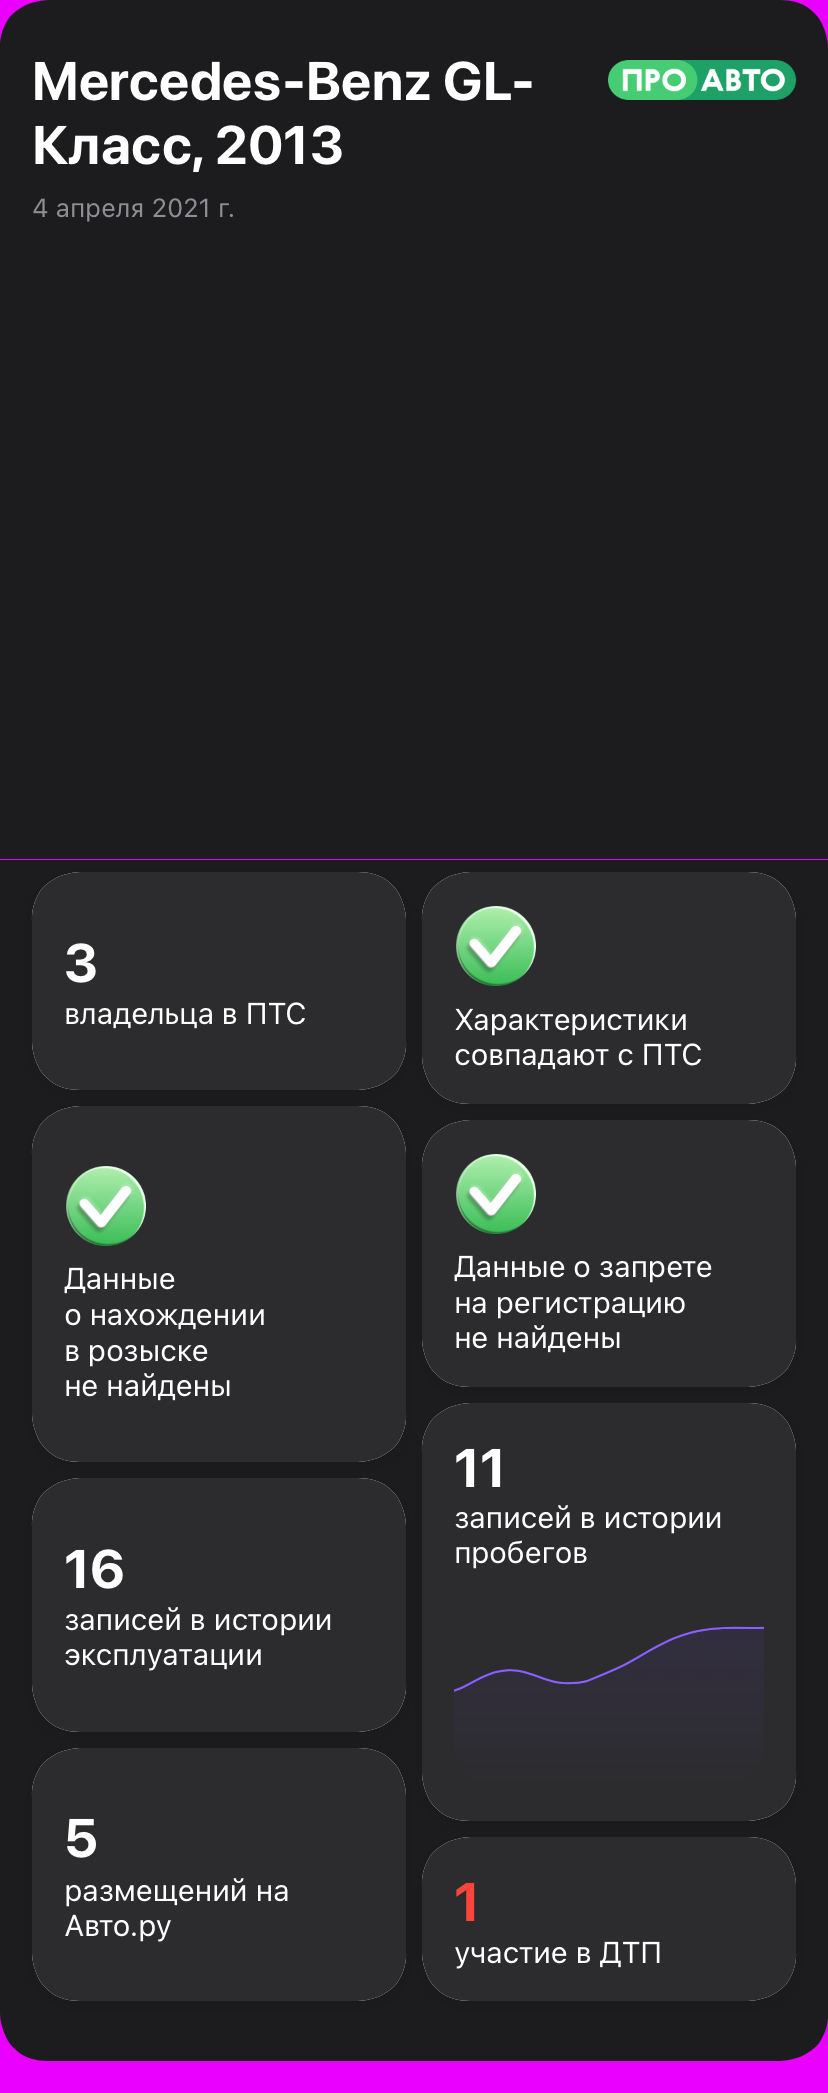 Mercedes-Benz GL-
Класс, 2013
ПРО АВТО
4 апреля 2021 г.
3
владельца в ПТС
Характеристики
совпадают с ПТС
Данные
о нахождении
в розыске
не найдены
Данные о запрете
на регистрацию
не найдены
16
записей в истории
эксплуатации
11
записей в истории
пробегов
5
размещений на
Авто.ру
1
участие в ДТП